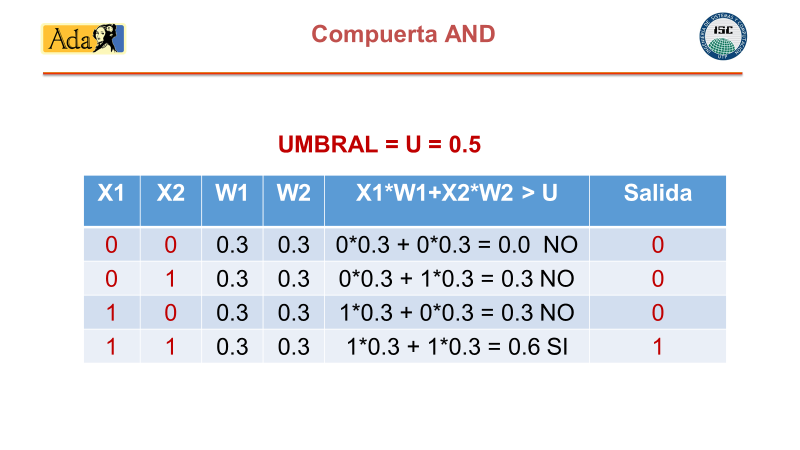 Ada
Compuerta AND
ISC
UMBRAL = U = 0.5
X1 X2 W1 W2 X1*W1+X2*W2 > U Salida
0 0 0.3 0.3 0*0.3 + 0*0.3 = 0.0 NO 0
0 1 0.3 0.3 0*0.3 + 1*0.3 = 0.3 NO 0
1 0 0.3 0.3 1*0.3 + 0*0.3 = 0.3 NO 0
1 1 0.3 0.3 1*0.3 + 1*0.3 = 0.6 SI 1